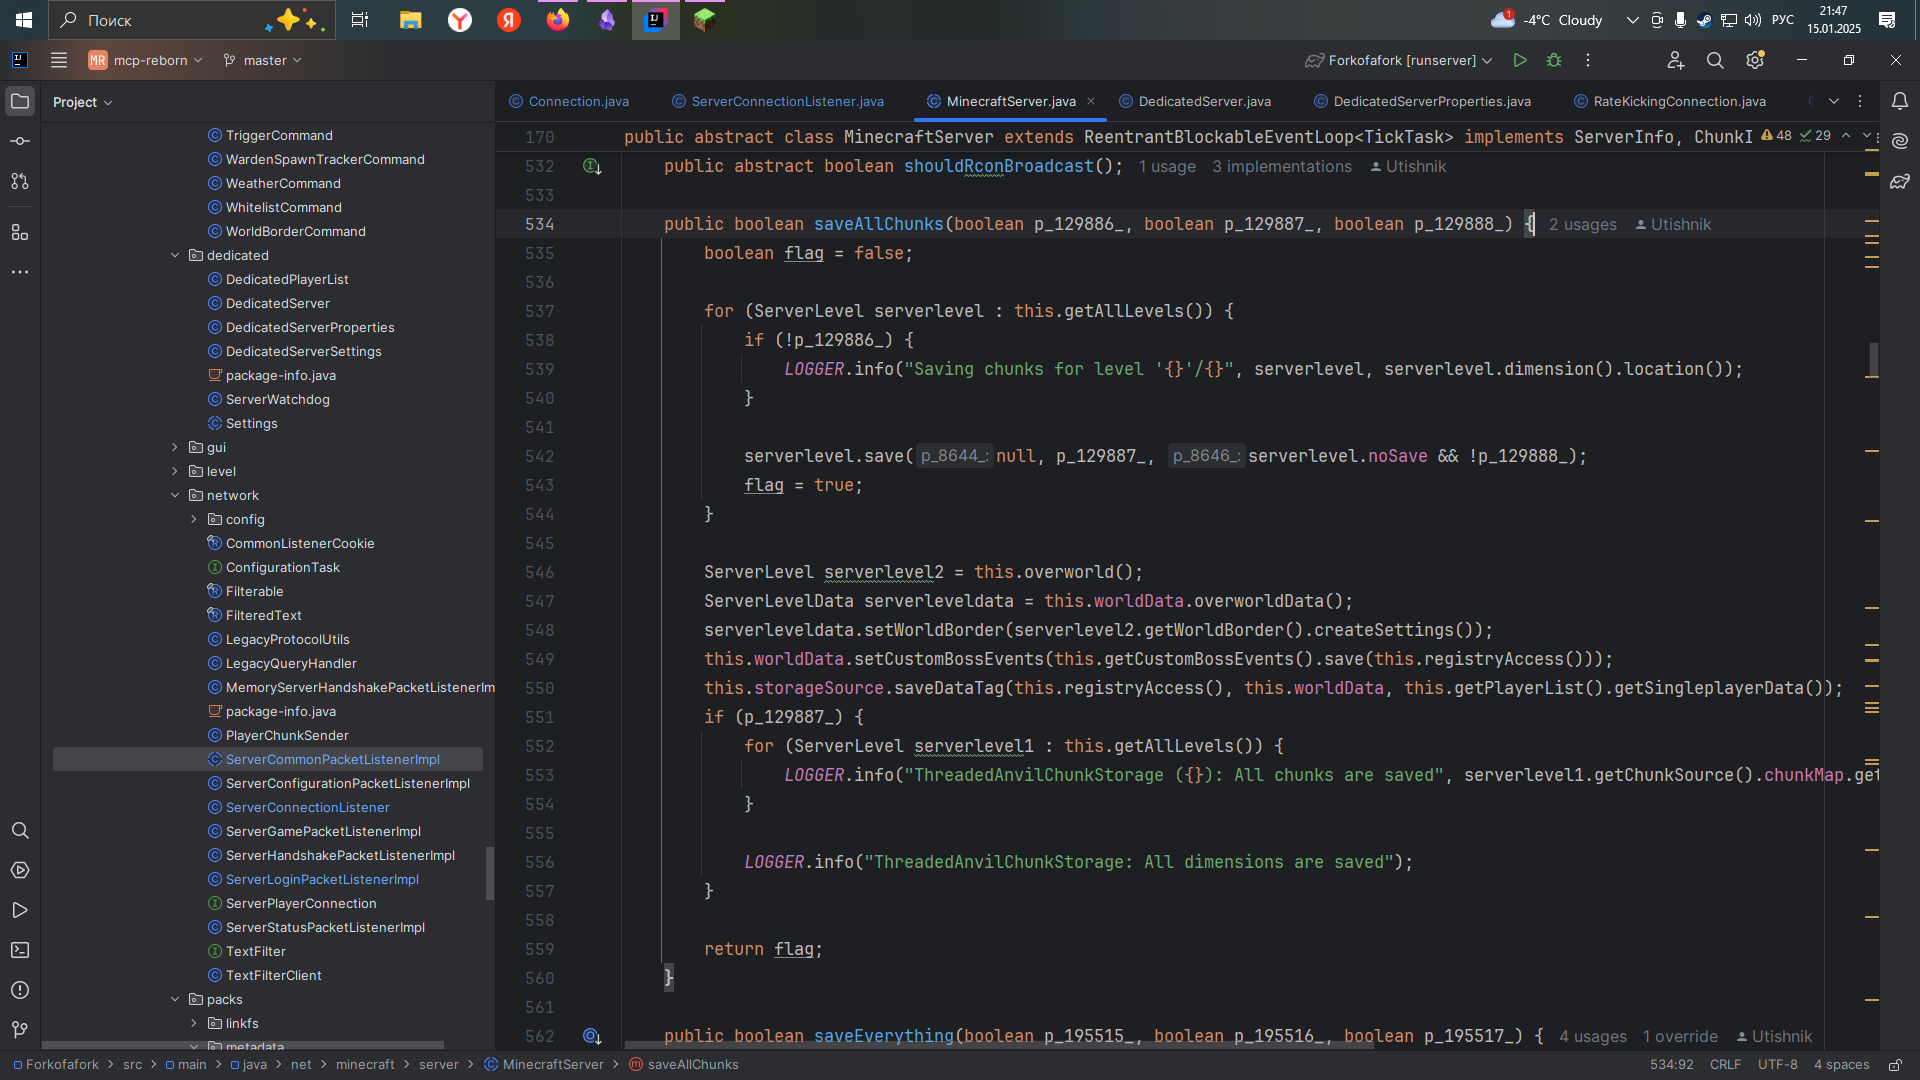 Поиск
1
-4°C Cloudy
РУС
21:47
15.01.2025
MR mcp-reborn
master
Forkofafork [runserver]
Project
Connection.java
ServerConnectionListener.java
MinecraftServer.java
DedicatedServer.java
DedicatedServerProperties.java
RateKickingConnection.java
TriggerCommand
WardenSpawnTrackerCommand
WeatherCommand
WhitelistCommand
WorldBorderCommand
dedicated
DedicatedPlayerList
DedicatedServer
DedicatedServerProperties
DedicatedServerSettings
package-info.java
ServerWatchdog
Settings
gui
level
network
config
CommonListenerCookie
ConfigurationTask
Filterable
FilteredText
LegacyProtocolUtils
LegacyQueryHandler
MemoryServerHandshakePacketListenerIm
package-info.java
PlayerChunkSender
ServerCommonPacketListenerImpl
ServerConfigurationPacketListenerImpl
ServerConnectionListener
ServerGamePacketListenerImpl
ServerHandshakePacketListenerImpl
ServerLoginPacketListenerImpl
ServerPlayerConnection
ServerStatusPacketListenerImpl
TextFilter
TextFilterClient
packs
linkfs
metadata
170 public abstract class MinecraftServer extends ReentrantBlockableEventLoop<TickTask> implements ServerInfo, ChunkI 48 29
532 public abstract boolean shouldRconBroadcast(); 1 usage 3 implementations Utishnik
533
534 public boolean saveAllChunks(boolean p_129886_, boolean p_129887_, boolean p_129888_) { 2 usages Utishnik
535 boolean flag = false;
536
537 for (ServerLevel serverlevel : this.getAllLevels()) {
538 if (!p_129886_) {
539 LOGGER.info("Saving chunks for level '{}'/{}", serverlevel, serverlevel.dimension().location());
540 }
541
542 serverlevel.save( p_8644_: null, p_129887_, p_8646_: serverlevel.noSave && !p_129888_);
543 flag = true;
544 }
545
546 ServerLevel serverlevel2 = this.overworld();
547 ServerLevelData serverleveldata = this.worldData.overworldData();
548 serverleveldata.setWorldBorder(serverlevel2.getWorldBorder().createSettings());
549 this.worldData.setCustomBossEvents(this.getCustomBossEvents().save(this.registryAccess()));
550 this.storageSource.saveDataTag(this.registryAccess(), this.worldData, this.getPlayerList().getSingleplayerData());
551 if (p_129887_) {
552 for (ServerLevel serverlevel1 : this.getAllLevels()) {
553 LOGGER.info("ThreadedAnvilChunkStorage ({}): All chunks are saved", serverlevel1.getChunkSource().chunkMap.get
554 }
555
556 LOGGER.info("ThreadedAnvilChunkStorage: All dimensions are saved");
557 }
558
559 return flag;
560 }
561
562 public boolean saveEverything(boolean p_195515_, boolean p_195516_, boolean p_195517_) { 4 usages 1 override Utishnik
Forkofafork > src > main > java > net > minecraft > server > MinecraftServer > saveAllChunks
534:92 CRLF UTF-8 4 spaces